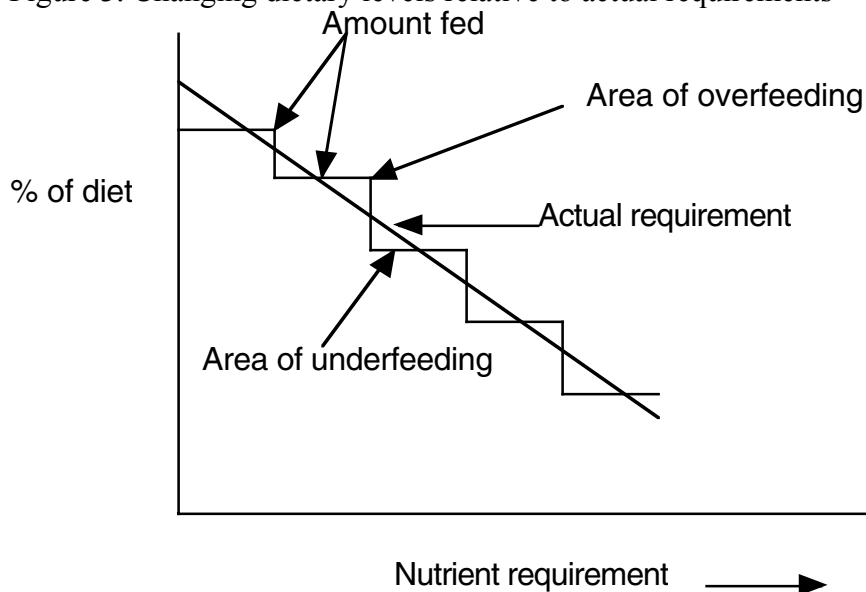 Figure 3. Changing dietary levels relative to actual requirements
Amount fed
Area of overfeeding
% of diet
Actual requirement
Area of underfeeding
Nutrient requirement